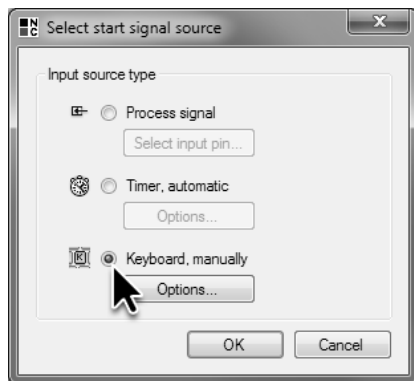 NC
Select start signal source
x
Input source type
Process signal
Select input pin...
Timer, automatic
Options...
K
Keyboard, manually
Options...
OK
Cancel